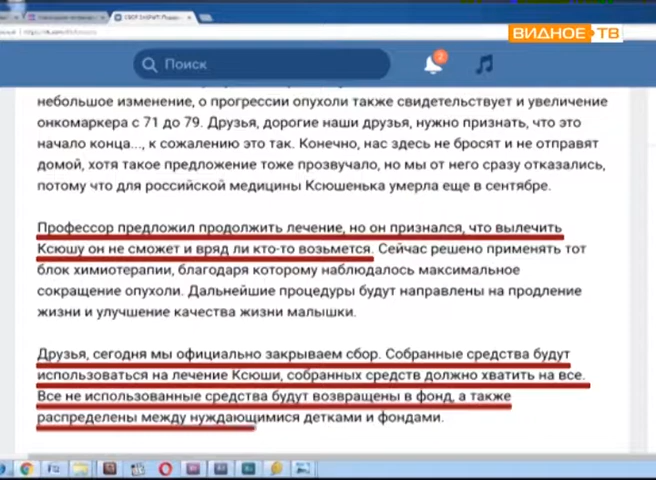 ВИДНОЕ ТВ
Поиск
2
небольшое изменение, о прогрессии опухоли также свидетельствует и увеличение
онкомаркера с 71 до 79. Друзья, дорогие наши друзья, нужно признать, что это
начало конца..., к сожалению это так. Конечно, нас здесь не бросят и не отправят
домой, хотя такое предложение тоже прозвучало, но мы от него сразу отказались,
потому что для российской медицины Ксюшенька умерла еще в сентябре.
Профессор предложил продолжить лечение, но он признался, что вылечить
Ксюшу он не сможет и вряд ли кто-то возьмется. Сейчас решено применять тот
блок химиотерапии, благодаря которому наблюдалось максимальное
сокращение опухоли. Дальнейшие процедуры будут направлены на продление
жизни и улучшение качества жизни малышки.
Друзья, сегодня мы официально закрываем сбор. Собранные средства будут
использоваться на лечение Ксюши, собранных средств должно хватить на все.
Все не использованные средства будут возвращены в фонд, а также
распределены между нуждающимися детками и фондами.